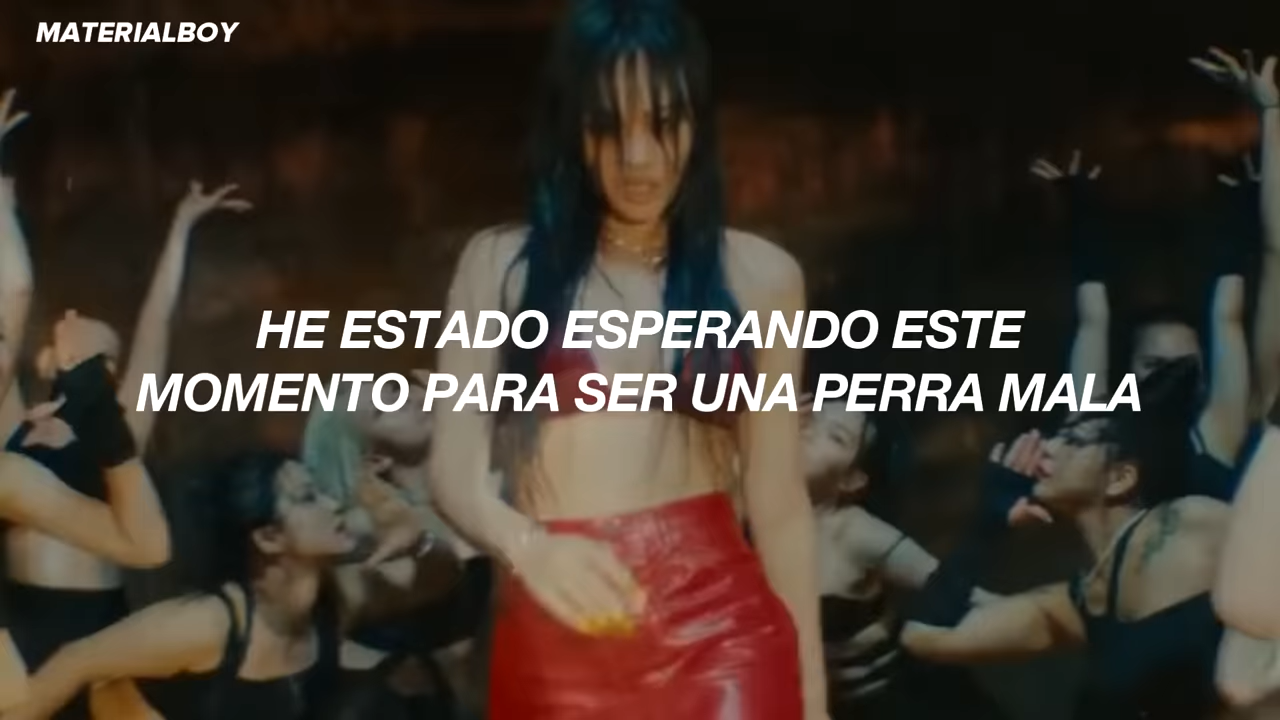 MATERIALBOY
HE ESTADO ESPERANDO ESTE
MOMENTO PARA SER UNA PERRA MALA